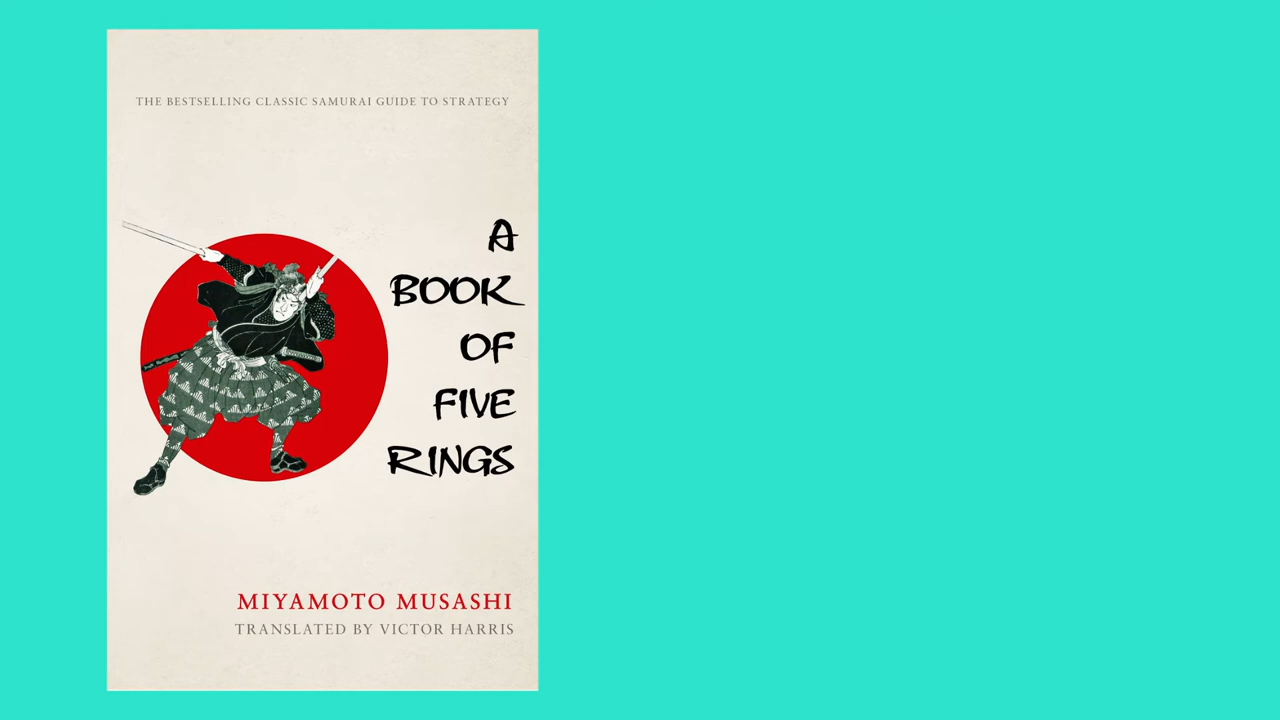 THE BESTSELLING CLASSIC SAMURAI GUIDE TO STRATEGY
A
BOOK
OF
FIVE
RINGS
MIYAMOTO MUSASHI
TRANSLATED BY VICTOR HARRIS